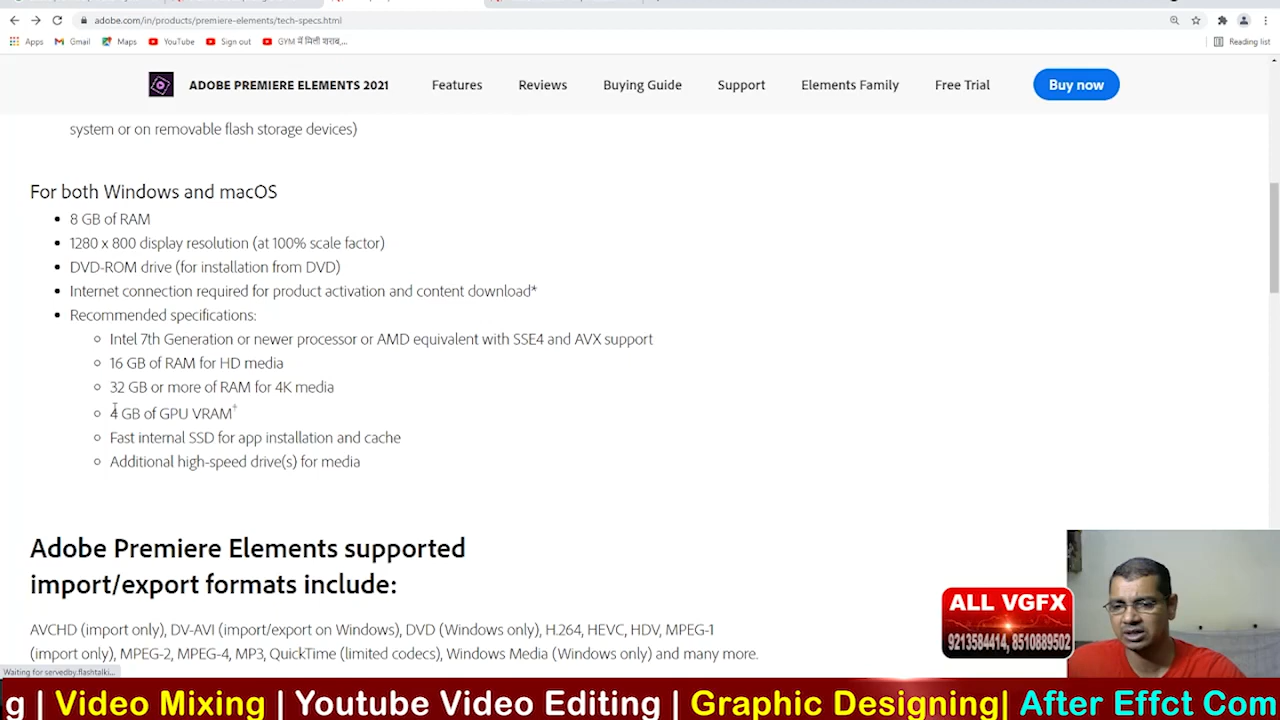 adobe.com/in/products/premiere-elements/tech-specs.html
Apps Gmail Maps YouTube Sign out GYM में मिली शराब,... Reading list
ADOBE PREMIERE ELEMENTS 2021 Features Reviews Buying Guide Support Elements Family Free Trial Buy now
system or on removable flash storage devices)
For both Windows and macOS
• 8 GB of RAM
• 1280 x 800 display resolution (at 100% scale factor)
• DVD-ROM drive (for installation from DVD)
• Internet connection required for product activation and content download*
• Recommended specifications:
○ Intel 7th Generation or newer processor or AMD equivalent with SSE4 and AVX support
○ 16 GB of RAM for HD media
○ 32 GB or more of RAM for 4K media
○ 4 GB of GPU VRAM†
○ Fast internal SSD for app installation and cache
○ Additional high-speed drive(s) for media
Adobe Premiere Elements supported
import/export formats include:
AVCHD (import only), DV-AVI (import/export on Windows), DVD (Windows only), H.264, HEVC, HDV, MPEG-1
(import only), MPEG-2, MPEG-4, MP3, QuickTime (limited codecs), Windows Media (Windows only) and many more.
Waiting for servedby.flashtalki...
ALL VGFX
9213584414, 8510889502
g | Video Mixing | Youtube Video Editing | Graphic Designing| After Effct Com